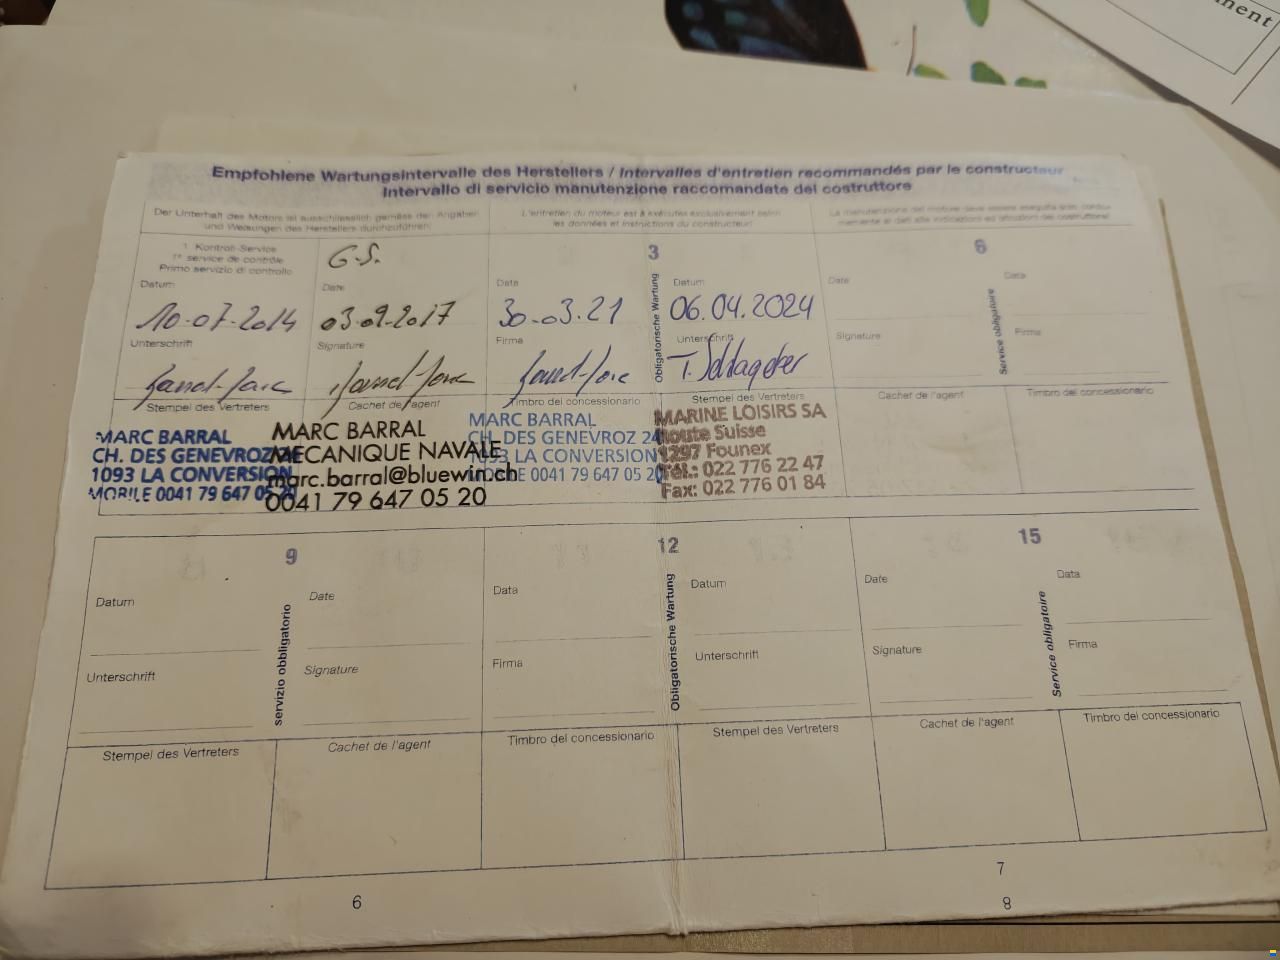 ment
Empfohlene Wartungsintervalle des Herstellers / Intervalles d'entretien recommandés par le constructeur
Intervallo di servicio manutenzione raccomandate del costruttore
Der Unterhalt des Motors ist ausschliesslich gemäss den Angaben
und Weisungen des Herstellers durchzuführen!
L'entretien du moteur est à exécutes exclusivement selon
les données et instructions du constructeur!
La manutenzione del motore deve essere
1. Kontroll-Service
1er service de contrôle
Primo servizio di controllo
G.S.
3
6
Datum
Date
Data
Datum
Date
Data
10-07-2014
03.09.2017
30.03.21
06.04.2024
Obligatorische Wartung
Service obligatoire
Unterschrift
Signature
Firma
Unterschrift
Signature
Firma
T.
Stempel des Vertreters
Cachet de l'agent
Timbro del concessionario
Stempel des Vertreters
Cachet de l'agent
Timbro del concessionario
MARC BARRAL
CH. DES GENEVROZ
1093 LA CONVERSION
MOBILE 0041 79 647 05 20
MARC BARRAL
MECANIQUE NAVALE
marc.barral@bluewin.ch
0041 79 647 05 20
MARC BARRAL
CH. DES GENEVROZ 24
1093 LA CONVERSION
MOBILE 0041 79 647 05 20
MARINE LOISIRS SA
Route Suisse
1297 Founex
Tél.: 022 776 22 47
Fax: 022 776 01 84
9
12
15
Datum
Date
Data
Datum
Date
Data
servizio obbligatorio
Obligatorische Wartung
Service obligatoire
Unterschrift
Signature
Firma
Unterschrift
Signature
Firma
Stempel des Vertreters
Cachet de l'agent
Timbro del concessionario
Stempel des Vertreters
Cachet de l'agent
Timbro del concessionario
6
7
8